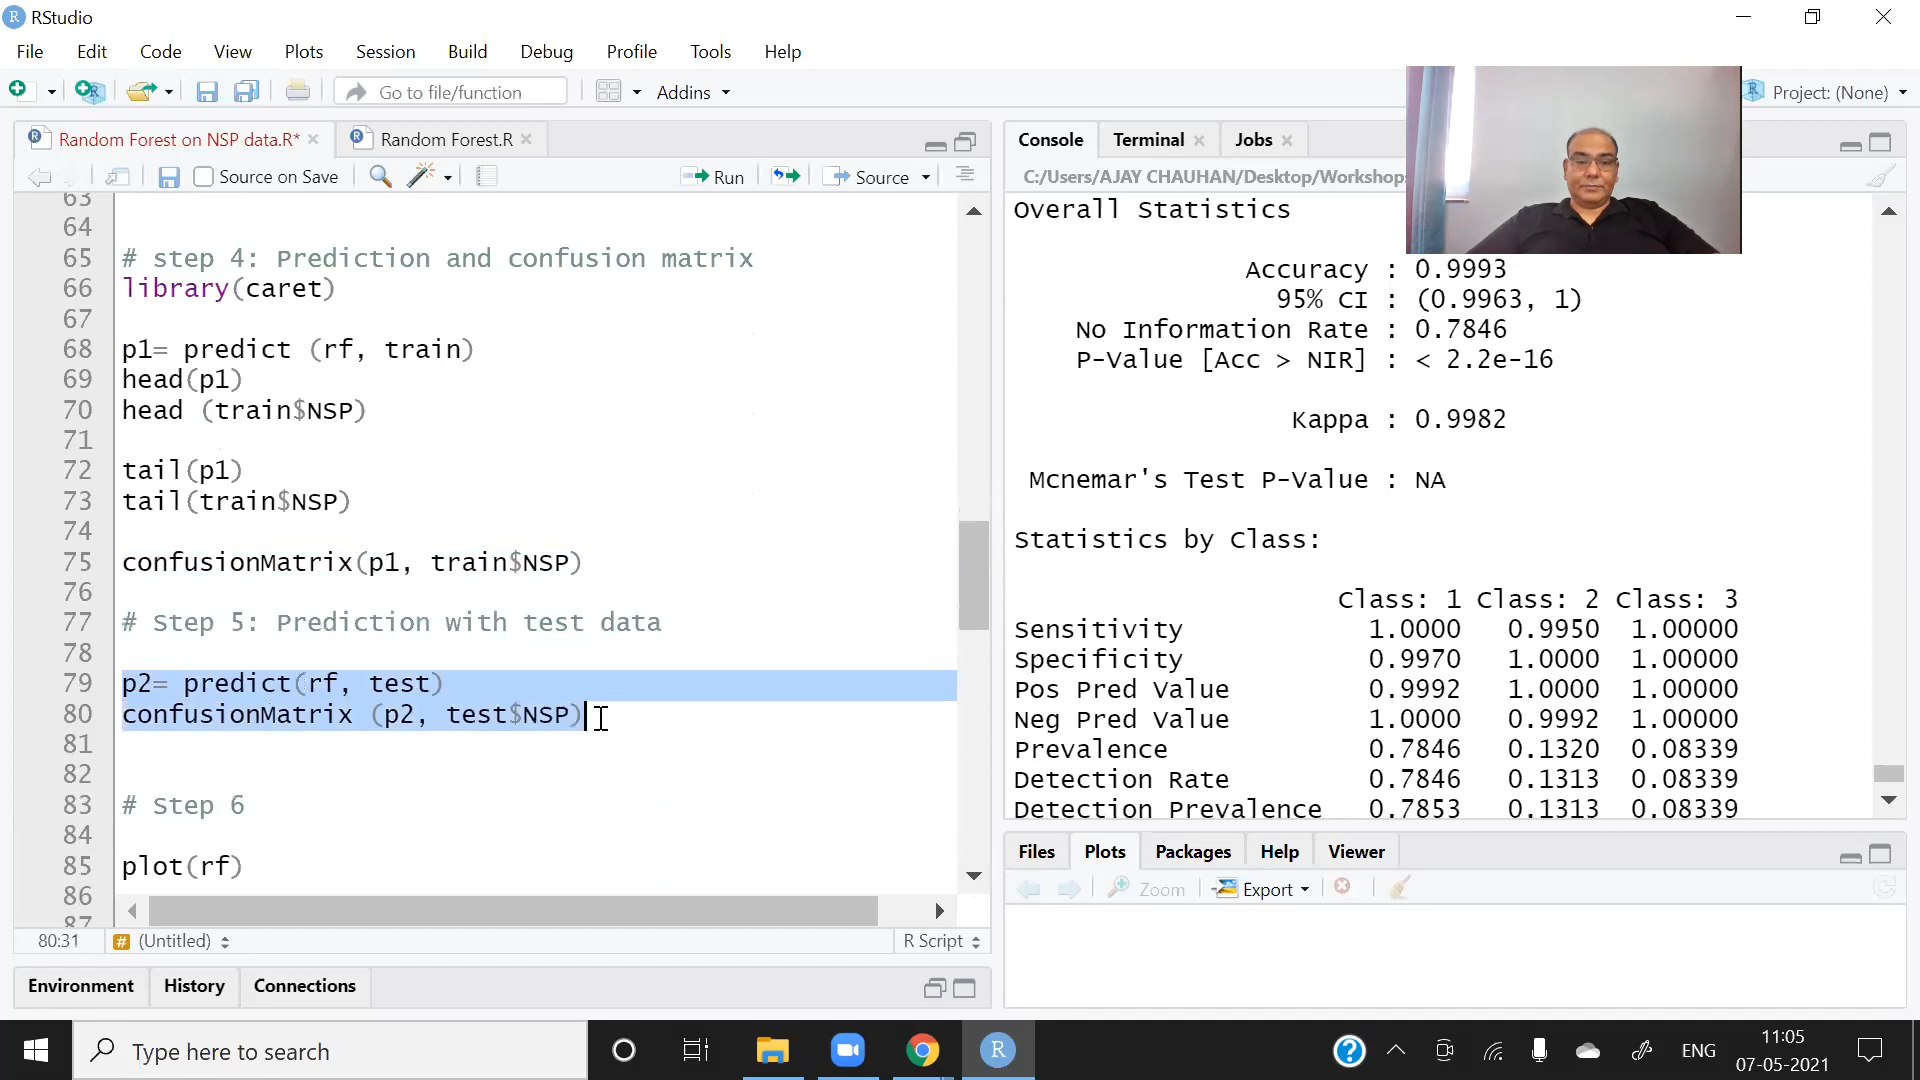 RStudio
File Edit Code View Plots Session Build Debug Profile Tools Help
Go to file/function Addins Project: (None)
Random Forest on NSP data.R* Random Forest.R
Source on Save Run Source
63
64
65 # step 4: Prediction and confusion matrix
66 library(caret)
67
68 p1= predict (rf, train)
69 head(p1)
70 head (train$NSP)
71
72 tail(p1)
73 tail(train$NSP)
74
75 confusionMatrix(p1, train$NSP)
76
77 # Step 5: Prediction with test data
78
79 p2= predict(rf, test)
80 confusionMatrix (p2, test$NSP)
81
82
83 # Step 6
84
85 plot(rf)
86
87
80:31 # (Untitled) R Script
Environment History Connections
Console Terminal Jobs
C:/Users/AJAY CHAUHAN/Desktop/Workshop
Overall Statistics
Accuracy : 0.9993
95% CI : (0.9963, 1)
No Information Rate : 0.7846
P-Value [Acc > NIR] : < 2.2e-16
Kappa : 0.9982
Mcnemar's Test P-Value : NA
Statistics by Class:
Class: 1 Class: 2 Class: 3
Sensitivity 1.0000 0.9950 1.00000
Specificity 0.9970 1.0000 1.00000
Pos Pred Value 0.9992 1.0000 1.00000
Neg Pred Value 1.0000 0.9992 1.00000
Prevalence 0.7846 0.1320 0.08339
Detection Rate 0.7846 0.1313 0.08339
Detection Prevalence 0.7853 0.1313 0.08339
Files Plots Packages Help Viewer
Zoom Export
Type here to search
ENG
11:05
07-05-2021